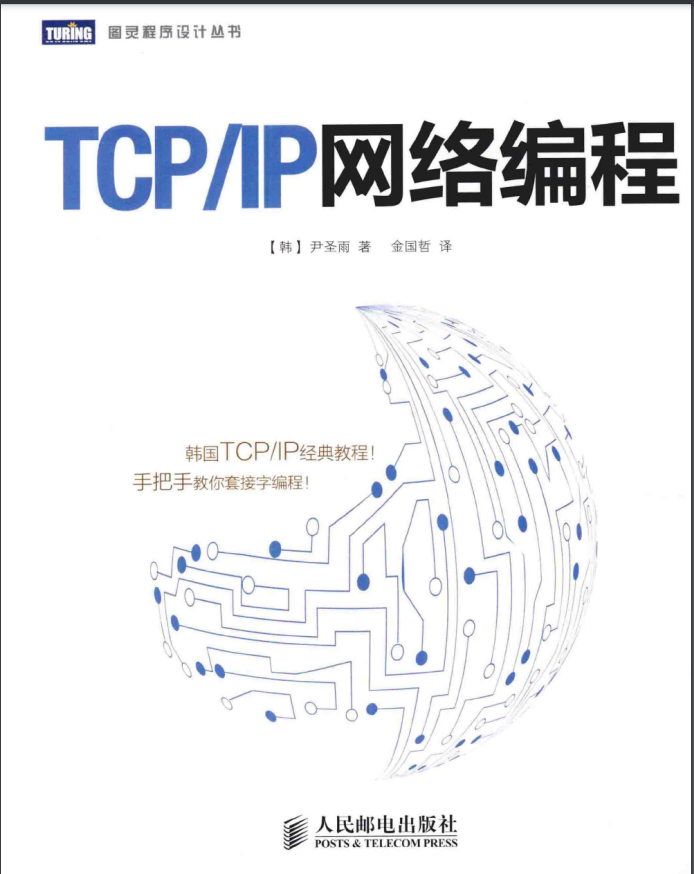 TURING 图灵程序设计丛书
TCP/IP网络编程
【韩】尹圣雨 著 金国哲 译
韩国TCP/IP经典教程!
手把手教你套接字编程!
人民邮电出版社
POSTS & TELECOM PRESS